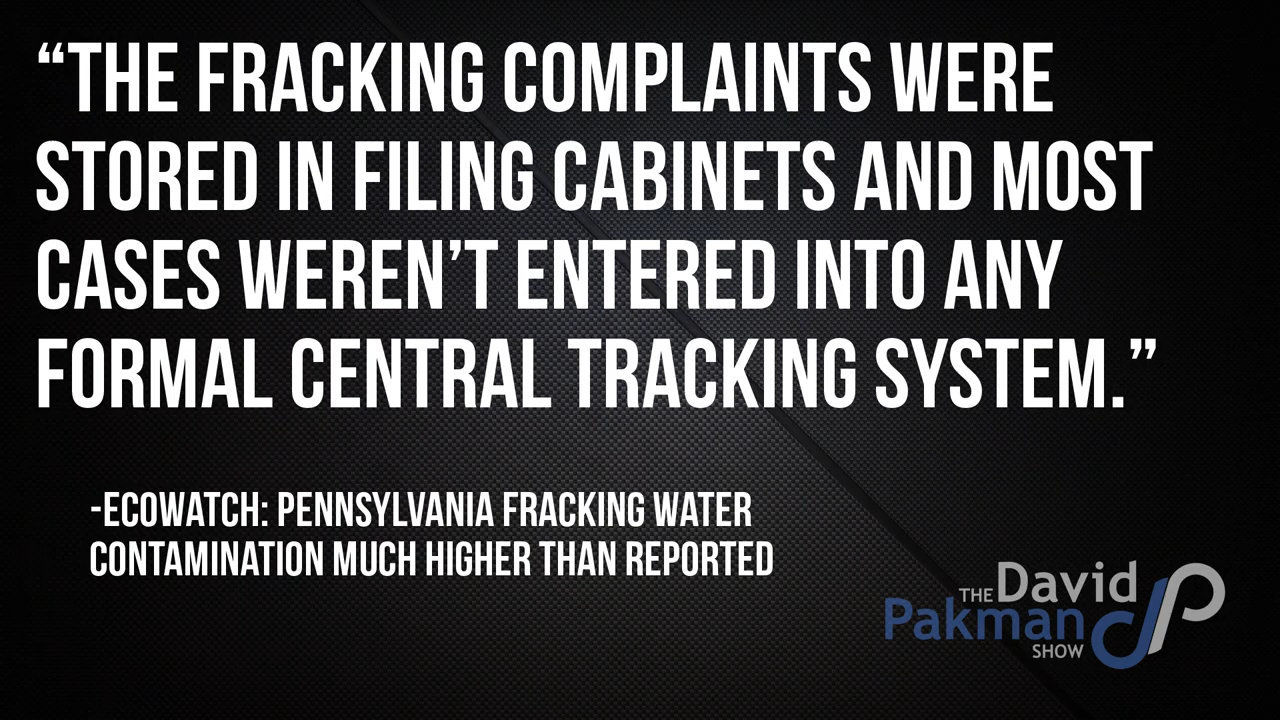 “THE FRACKING COMPLAINTS WERE
STORED IN FILING CABINETS AND MOST
CASES WEREN’T ENTERED INTO ANY
FORMAL CENTRAL TRACKING SYSTEM.”
-ECOWATCH: PENNSYLVANIA FRACKING WATER
CONTAMINATION MUCH HIGHER THAN REPORTED
THE David
Pakman
SHOW